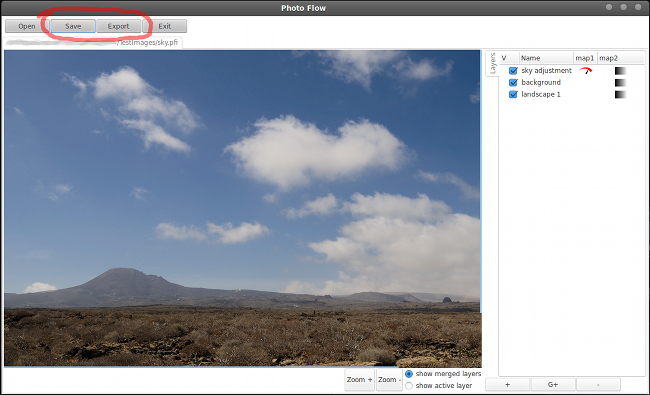 Photo Flow
Open Save Export Exit
/TestImages/sky.pfi
Layers
V Name map1 map2
sky adjustment
background
landscape 1
Zoom + Zoom -
show merged layers
show active layer
+ G+ -